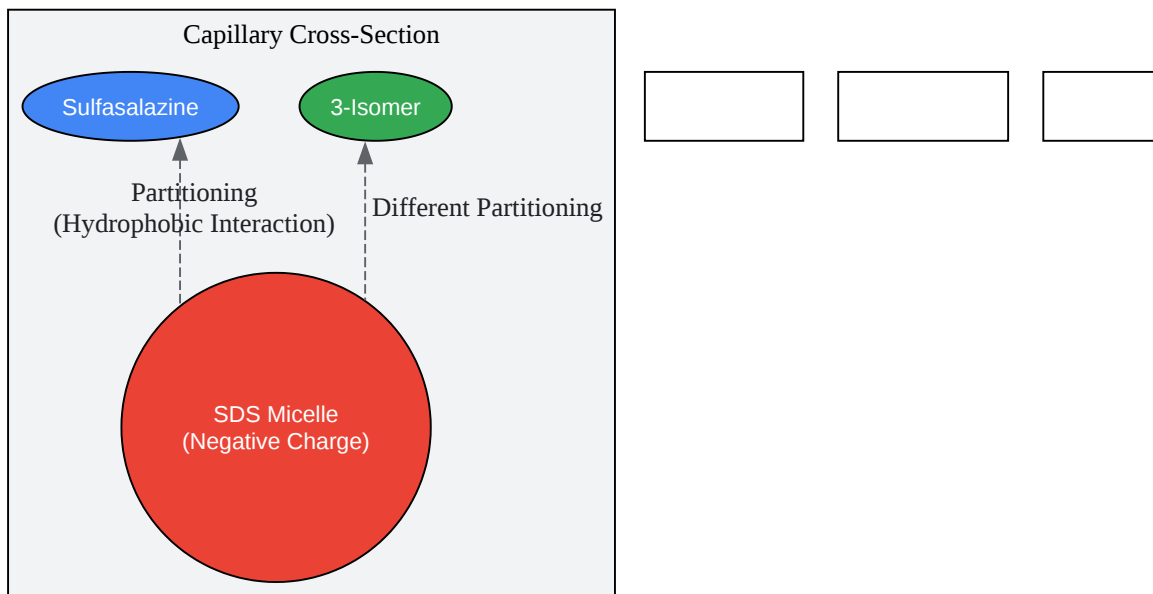 Capillary Cross-Section
Sulfasalazine
3-Isomer
Partitioning
(Hydrophobic Interaction)
Different Partitioning
SDS Micelle
(Negative Charge)